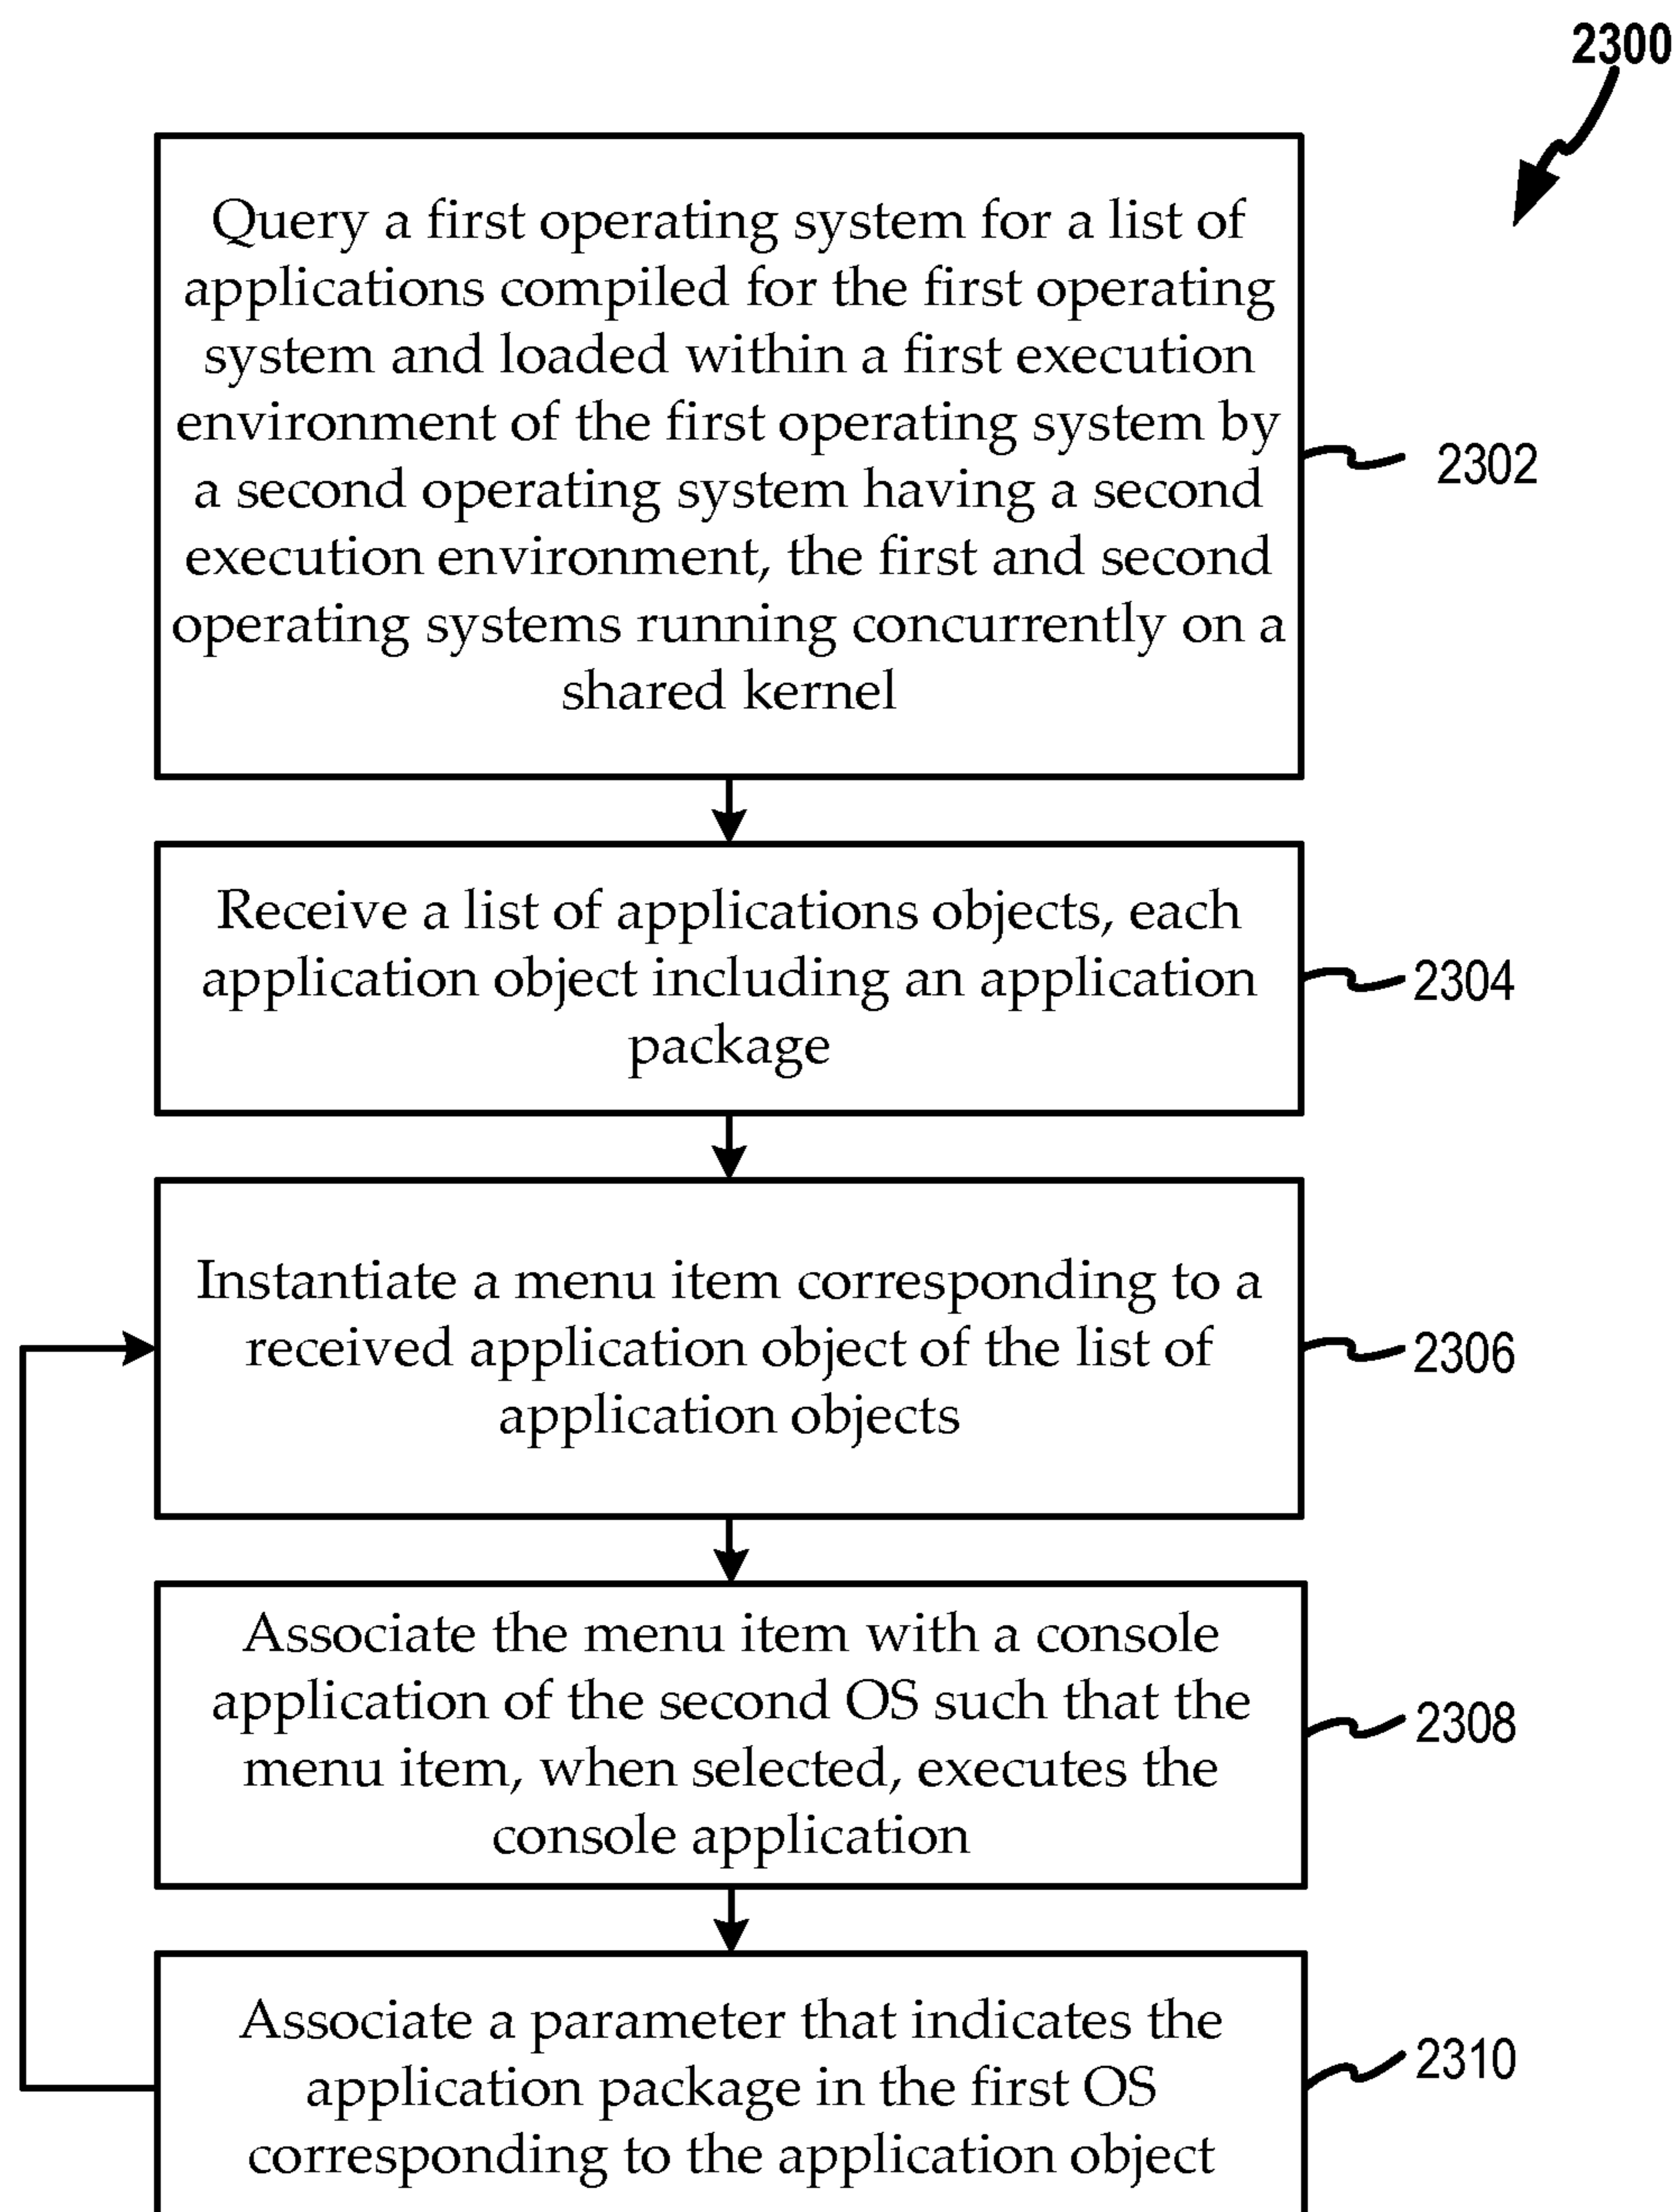 2300
Query a first operating system for a list of
applications compiled for the first operating
system and loaded within a first execution
environment of the first operating system by
a second operating system having a second
execution environment, the first and second
operating systems running concurrently on a
shared kernel
2302
Receive a list of applications objects, each
application object including an application
package
2304
Instantiate a menu item corresponding to a
received application object of the list of
application objects
2306
Associate the menu item with a console
application of the second OS such that the
menu item, when selected, executes the
console application
2308
Associate a parameter that indicates the
application package in the first OS
corresponding to the application object
2310